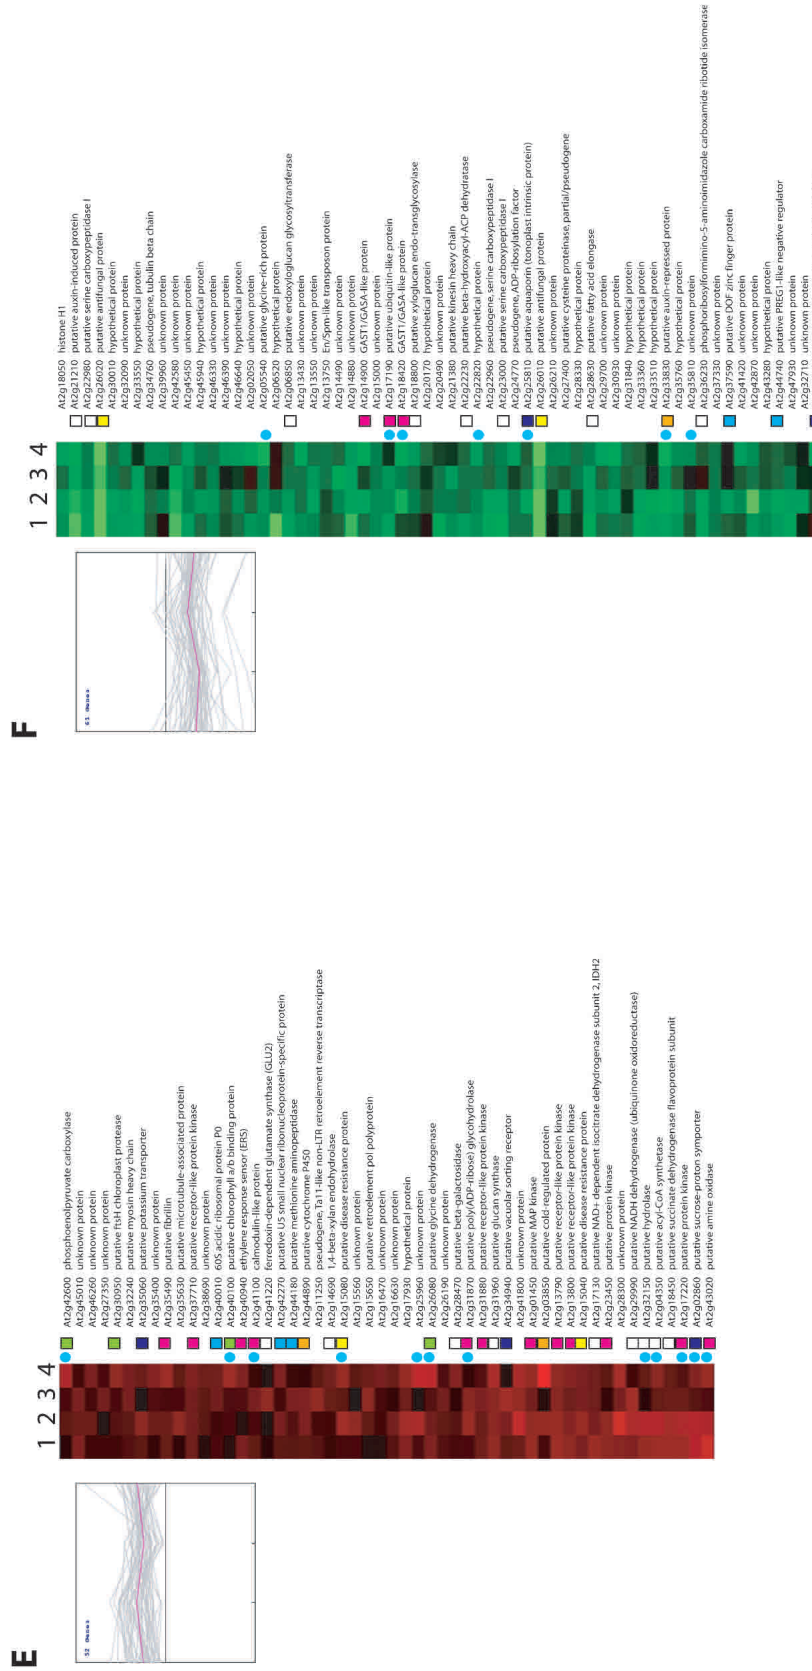 E
52 Genes
1 2 3 4
At2g42600 phosphoenolpyruvate carboxylase
At2g45010 unknown protein
At2g46260 unknown protein
At2g27350 unknown protein
At2g30950 putative ftsH chloroplast protease
At2g32240 putative myosin heavy chain
At2g35060 putative potassium transporter
At2g35400 unknown protein
At2g35490 putative fibrillin
At2g35630 putative microtubule-associated protein
At2g37710 putative receptor-like protein kinase
At2g38695 unknown protein
At2g40010 60S acidic ribosomal protein P0
At2g40100 putative chlorophyll a/b binding protein
At2g40940 ethylene response sensor (ERS)
At2g41100 calmodulin-like protein
At2g41220 ferredoxin-dependent glutamate synthase (GLU2)
At2g42270 putative U5 small nuclear ribonucleoprotein-specific protein
At2g44180 putative methionine aminopeptidase
At2g44890 putative cytochrome P450
At2g11250 pseudogene, Ta11-like non-LTR retroelement reverse transcriptase
At2g14690 1,4-beta-xylan endohydrolase
At2g15080 putative disease resistance protein
At2g15560 unknown protein
At2g15650 putative retroelement pol polyprotein
At2g16470 unknown protein
At2g16630 unknown protein
At2g17930 hypothetical protein
At2g25960 unknown protein
At2g26080 putative glycine dehydrogenase
At2g26190 unknown protein
At2g28470 putative beta-galactosidase
At2g31870 putative poly(ADP-ribose) glycohydrolase
At2g31880 putative receptor-like protein kinase
At2g31960 putative glucan synthase
At2g34940 putative vacuolar sorting receptor
At2g41800 unknown protein
At2g01450 putative MAP kinase
At2g03850 putative cold-regulated protein
At2g13790 putative receptor-like protein kinase
At2g13800 putative receptor-like protein kinase
At2g15040 putative disease resistance protein
At2g17130 putative NAD+ dependent isocitrate dehydrogenase subunit 2, IDH2
At2g23450 putative protein kinase
At2g28300 unknown protein
At2g29990 putative NADH dehydrogenase (ubiquinone oxidoreductase)
At2g32150 putative hydrolase
At2g04350 putative acyl-CoA synthetase
At2g18450 putative succinate dehydrogenase flavoprotein subunit
At2g17220 putative protein kinase
At2g02860 putative sucrose-proton symporter
At2g43020 putative amine oxidase
F
61 Genes
1 2 3 4
At2g18050 histone H1
At2g21210 putative auxin-induced protein
At2g22980 putative serine carboxypeptidase I
At2g26020 putative antifungal protein
At2g30010 hypothetical protein
At2g32090 unknown protein
At2g33550 hypothetical protein
At2g34760 pseudogene, tubulin beta chain
At2g39960 unknown protein
At2g42580 unknown protein
At2g45450 unknown protein
At2g45940 hypothetical protein
At2g46330 unknown protein
At2g46390 unknown protein
At2g46620 hypothetical protein
At2g02050 unknown protein
At2g05540 putative glycine-rich protein
At2g06520 hypothetical protein
At2g06850 putative endoxyloglucan glycosyltransferase
At2g13430 unknown protein
At2g13550 unknown protein
At2g13750 En/Spm-like transposon protein
At2g14490 unknown protein
At2g14880 unknown protein
At2g14900 GAST1/GASA-like protein
At2g15000 unknown protein
At2g17190 putative ubiquitin-like protein
At2g18420 GAST1/GASA-like protein
At2g18800 putative xyloglucan endo-transglycosylase
At2g20170 hypothetical protein
At2g20490 unknown protein
At2g21380 putative kinesin heavy chain
At2g22230 putative beta-hydroxyacyl-ACP dehydratase
At2g22820 hypothetical protein
At2g22960 pseudogene, serine carboxypeptidase I
At2g23000 putative serine carboxypeptidase I
At2g24770 pseudogene, ADP-ribosylation factor
At2g25810 putative aquaporin (tonoplast intrinsic protein)
At2g26010 putative antifungal protein
At2g26210 unknown protein
At2g27400 putative cysteine proteinase, partial/pseudogene
At2g28330 hypothetical protein
At2g28630 putative fatty acid elongase
At2g29790 unknown protein
At2g30930 unknown protein
At2g31840 hypothetical protein
At2g33360 hypothetical protein
At2g33510 hypothetical protein
At2g33830 putative auxin-repressed protein
At2g35760 hypothetical protein
At2g35810 unknown protein
At2g36230 phosphoribosylformimino-5-aminoimidazole carboxamide ribotide isomerase
At2g37330 unknown protein
At2g37590 putative DOF zinc finger protein
At2g41420 unknown protein
At2g42870 unknown protein
At2g43280 hypothetical protein
At2g44740 putative PREG1-like negative regulator
At2g47930 unknown protein
At2g32710 unknown protein